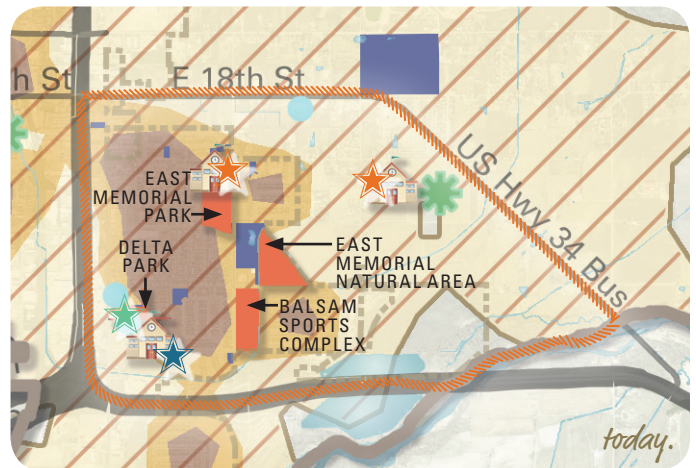 h St
E 18th St
US Hwy 34 Bus
EAST
MEMORIAL
PARK
DELTA
PARK
EAST
MEMORIAL
NATURAL AREA
BALSAM
SPORTS
COMPLEX
today.